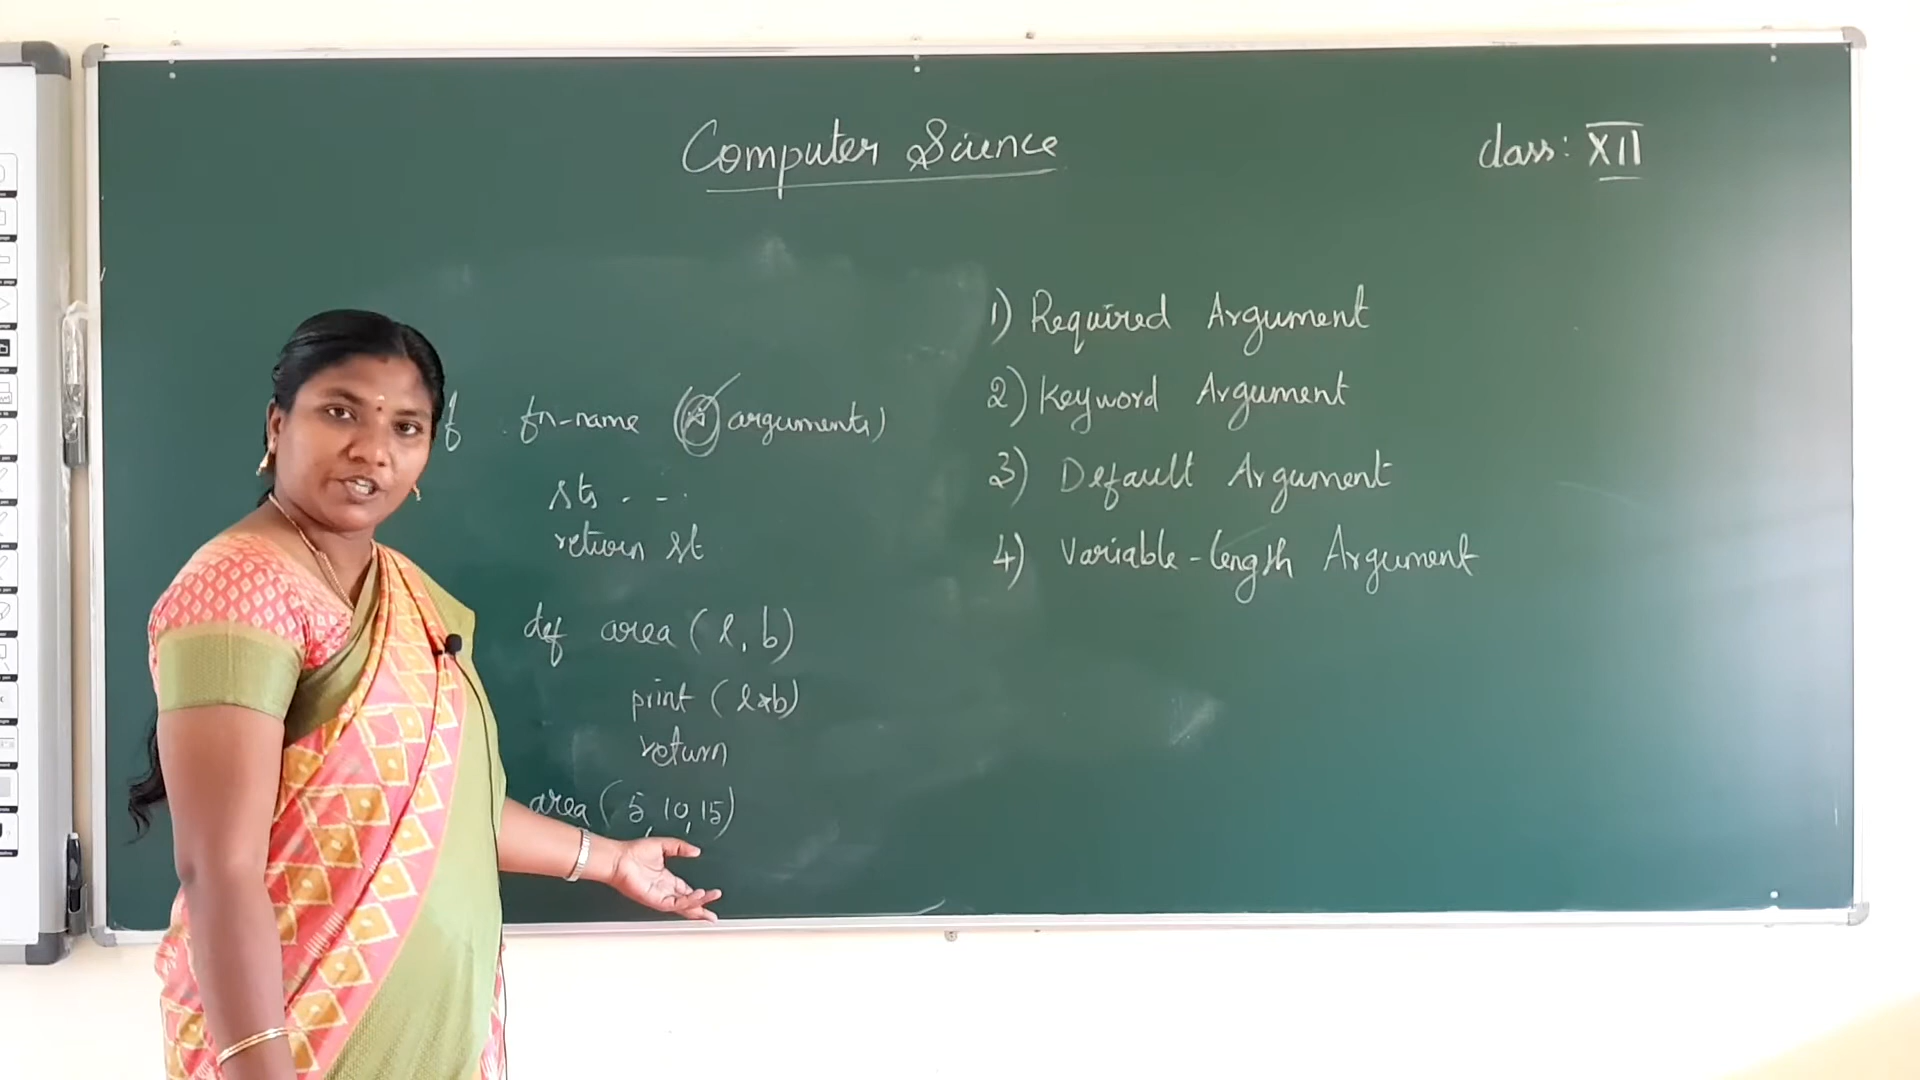 Computer Science
class: XII
f fn-name (* arguments)
sts . - .
return st
def area (l, b)
print (l*b)
return
area (5, 10, 15)
1) Required Argument
2) Keyword Argument
3) Default Argument
4) Variable-length Argument